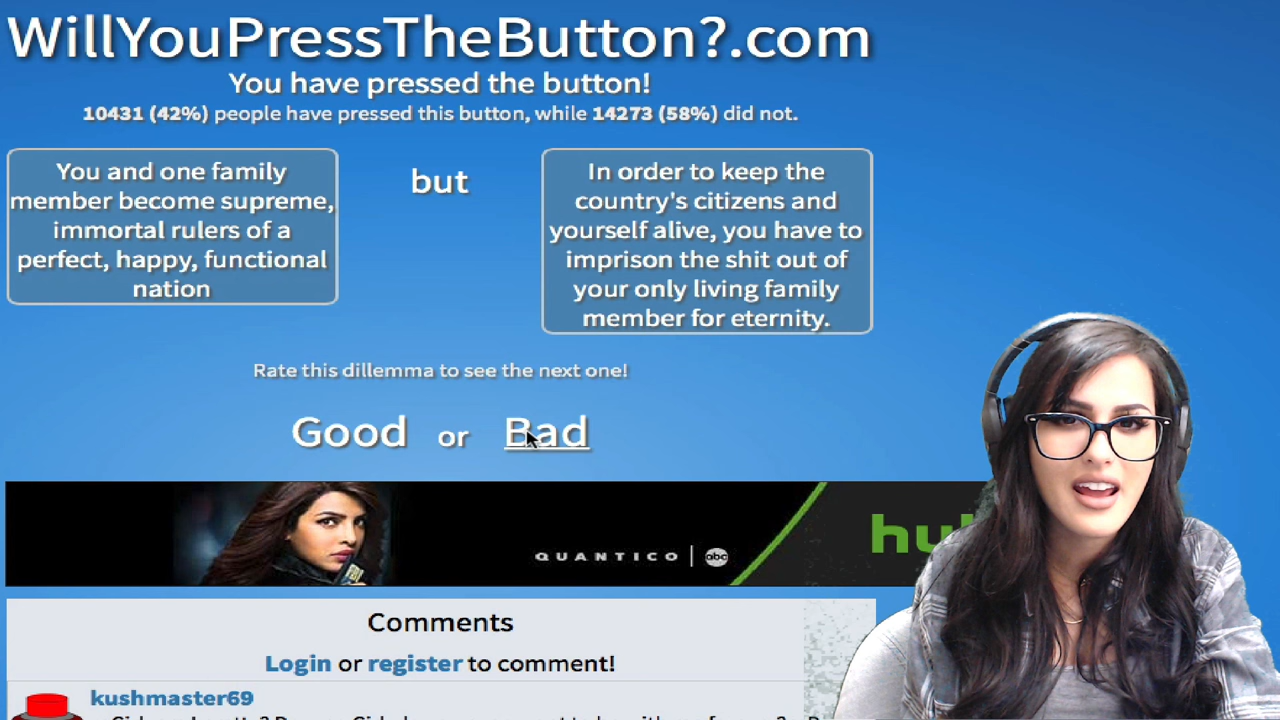 WillYouPressTheButton?.com
You have pressed the button!
10431 (42%) people have pressed this button, while 14273 (58%) did not.
You and one family
member become supreme,
immortal rulers of a
perfect, happy, functional
nation
but
In order to keep the
country's citizens and
yourself alive, you have to
imprison the shit out of
your only living family
member for eternity.
Rate this dillemma to see the next one!
Good or Bad
QUANTICO abc
hu
Comments
Login or register to comment!
kushmaster69